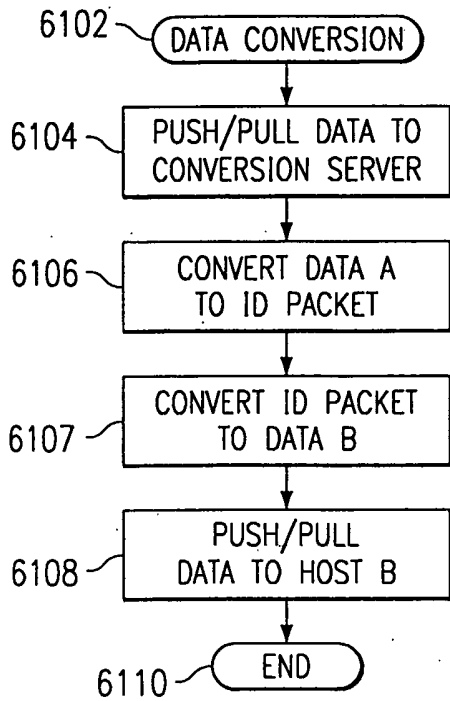 6102
DATA CONVERSION
6104
PUSH/PULL DATA TO
CONVERSION SERVER
6106
CONVERT DATA A
TO ID PACKET
6107
CONVERT ID PACKET
TO DATA B
6108
PUSH/PULL
DATA TO HOST B
6110
END